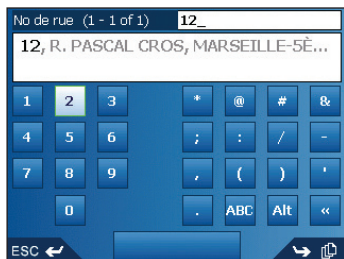 No de rue (1 - 1 of 1) 12_
12, R. PASCAL CROS, MARSEILLE-5È...
1 2 3 * @ # &
4 5 6 ; : / -
7 8 9 , ( ) '
0 . ABC Alt «
ESC